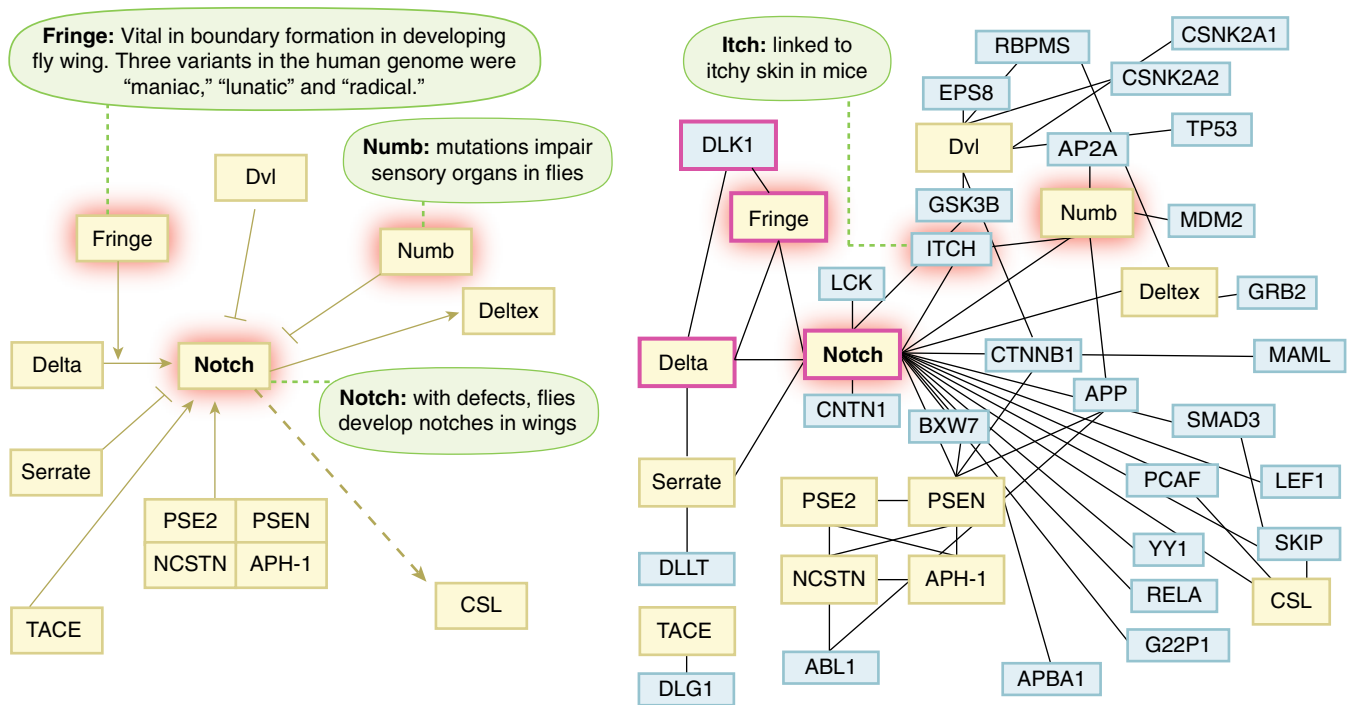 Fringe: Vital in boundary formation in developing
fly wing. Three variants in the human genome were
“maniac,” “lunatic” and “radical.”
Dvl
Numb: mutations impair
sensory organs in flies
Fringe
Numb
Deltex
Delta
Notch
Notch: with defects, flies
develop notches in wings
Serrate
PSE2
PSEN
NCSTN
APH-1
TACE
CSL
Itch: linked to
itchy skin in mice
RBPMS
CSNK2A1
CSNK2A2
EPS8
TP53
DLK1
Dvl
AP2A
Fringe
GSK3B
Numb
MDM2
ITCH
LCK
Deltex
GRB2
Delta
Notch
CTNNB1
MAML
CNTN1
APP
BXW7
SMAD3
Serrate
PSE2
PSEN
PCAF
LEF1
DLLT
NCSTN
APH-1
YY1
SKIP
RELA
CSL
TACE
G22P1
DLG1
ABL1
APBA1